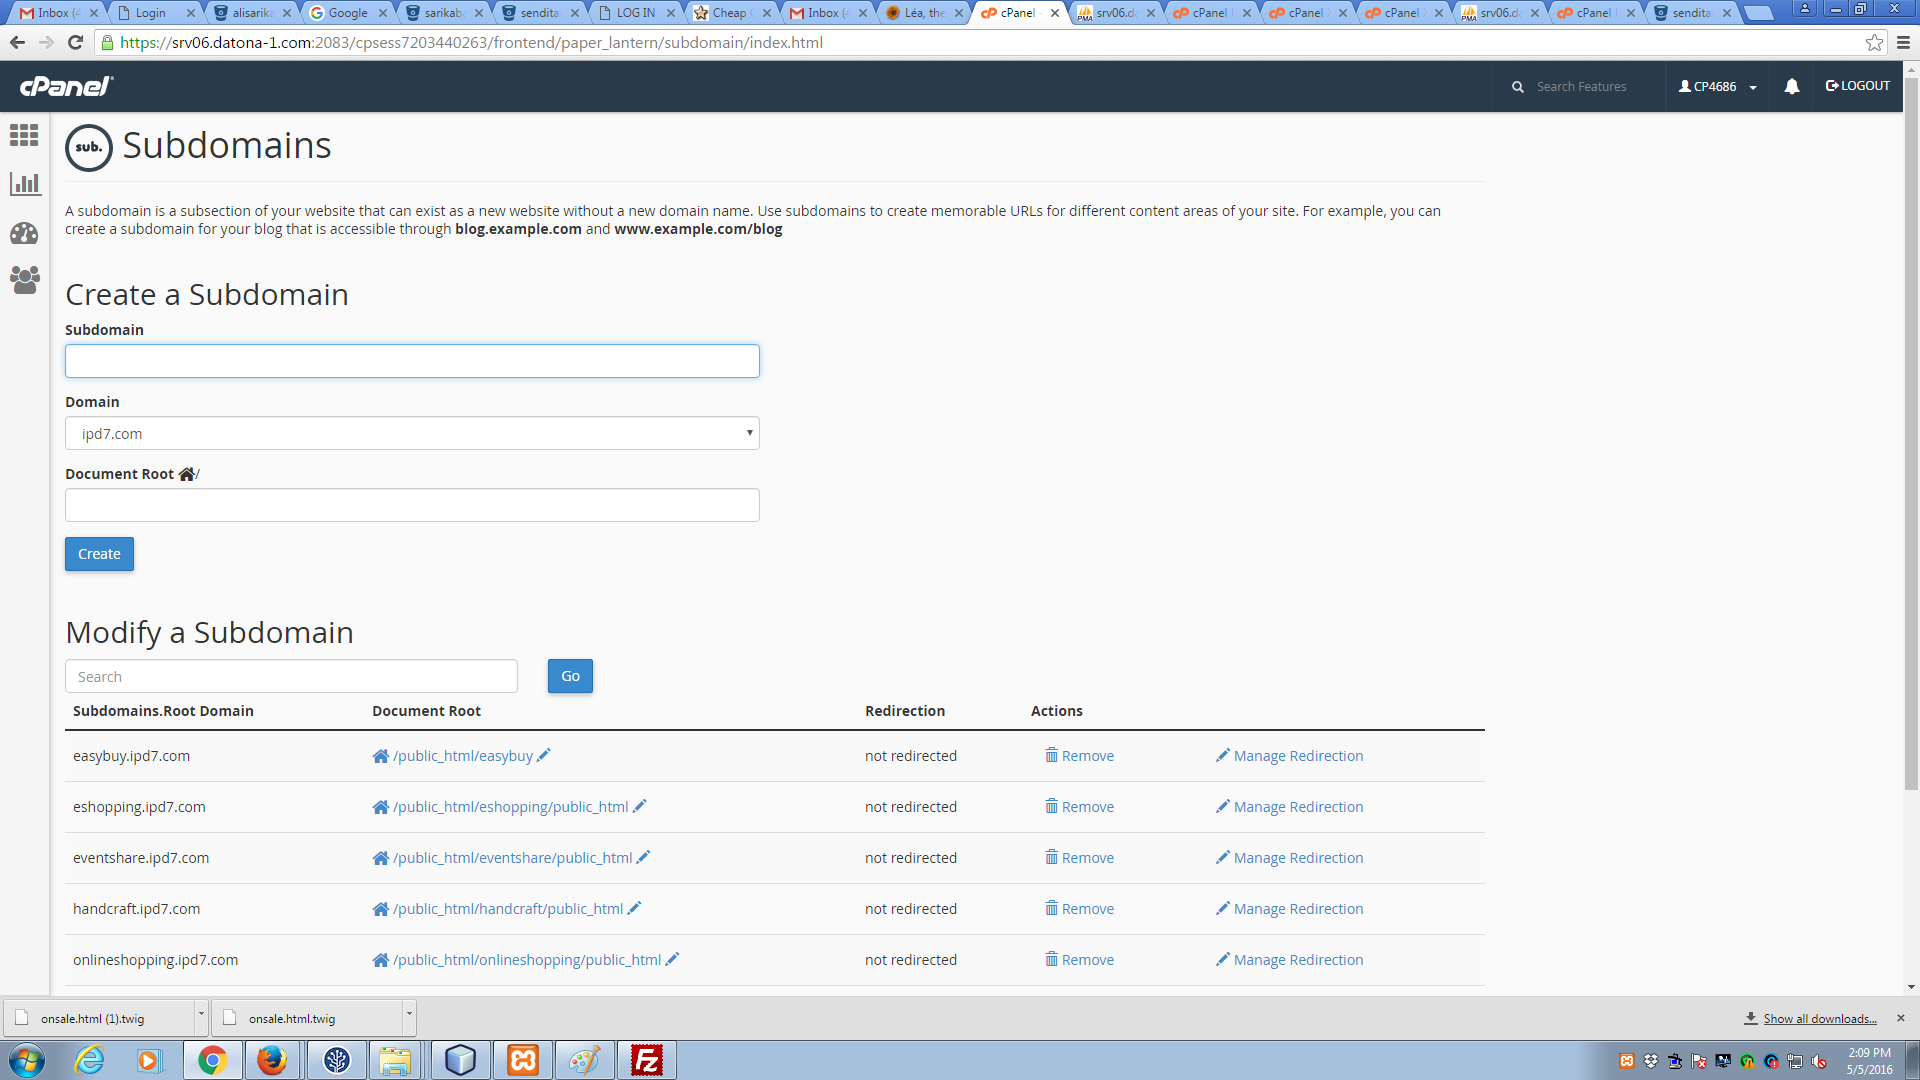 Inbox (4
Login
alisarika
Google
sarikaba
sendita
LOG IN
Cheap
Inbox (4
Léa, the
cPanel
srv06.da
cPanel
cPanel
cPanel
srv06.da
cPanel
sendita
https://srv06.datona-1.com:2083/cpsess7203440263/frontend/paper_lantern/subdomain/index.html
cPanel
Search Features
CP4686
LOGOUT
sub. Subdomains
A subdomain is a subsection of your website that can exist as a new website without a new domain name. Use subdomains to create memorable URLs for different content areas of your site. For example, you can
create a subdomain for your blog that is accessible through blog.example.com and www.example.com/blog
Create a Subdomain
Subdomain
Domain
ipd7.com
Document Root /
Create
Modify a Subdomain
Search
Go
Subdomains.Root Domain Document Root Redirection Actions
easybuy.ipd7.com /public_html/easybuy not redirected Remove Manage Redirection
eshopping.ipd7.com /public_html/eshopping/public_html not redirected Remove Manage Redirection
eventshare.ipd7.com /public_html/eventshare/public_html not redirected Remove Manage Redirection
handcraft.ipd7.com /public_html/handcraft/public_html not redirected Remove Manage Redirection
onlineshopping.ipd7.com /public_html/onlineshopping/public_html not redirected Remove Manage Redirection
onsale.html (1).twig
onsale.html.twig
Show all downloads...
2:09 PM
5/5/2016